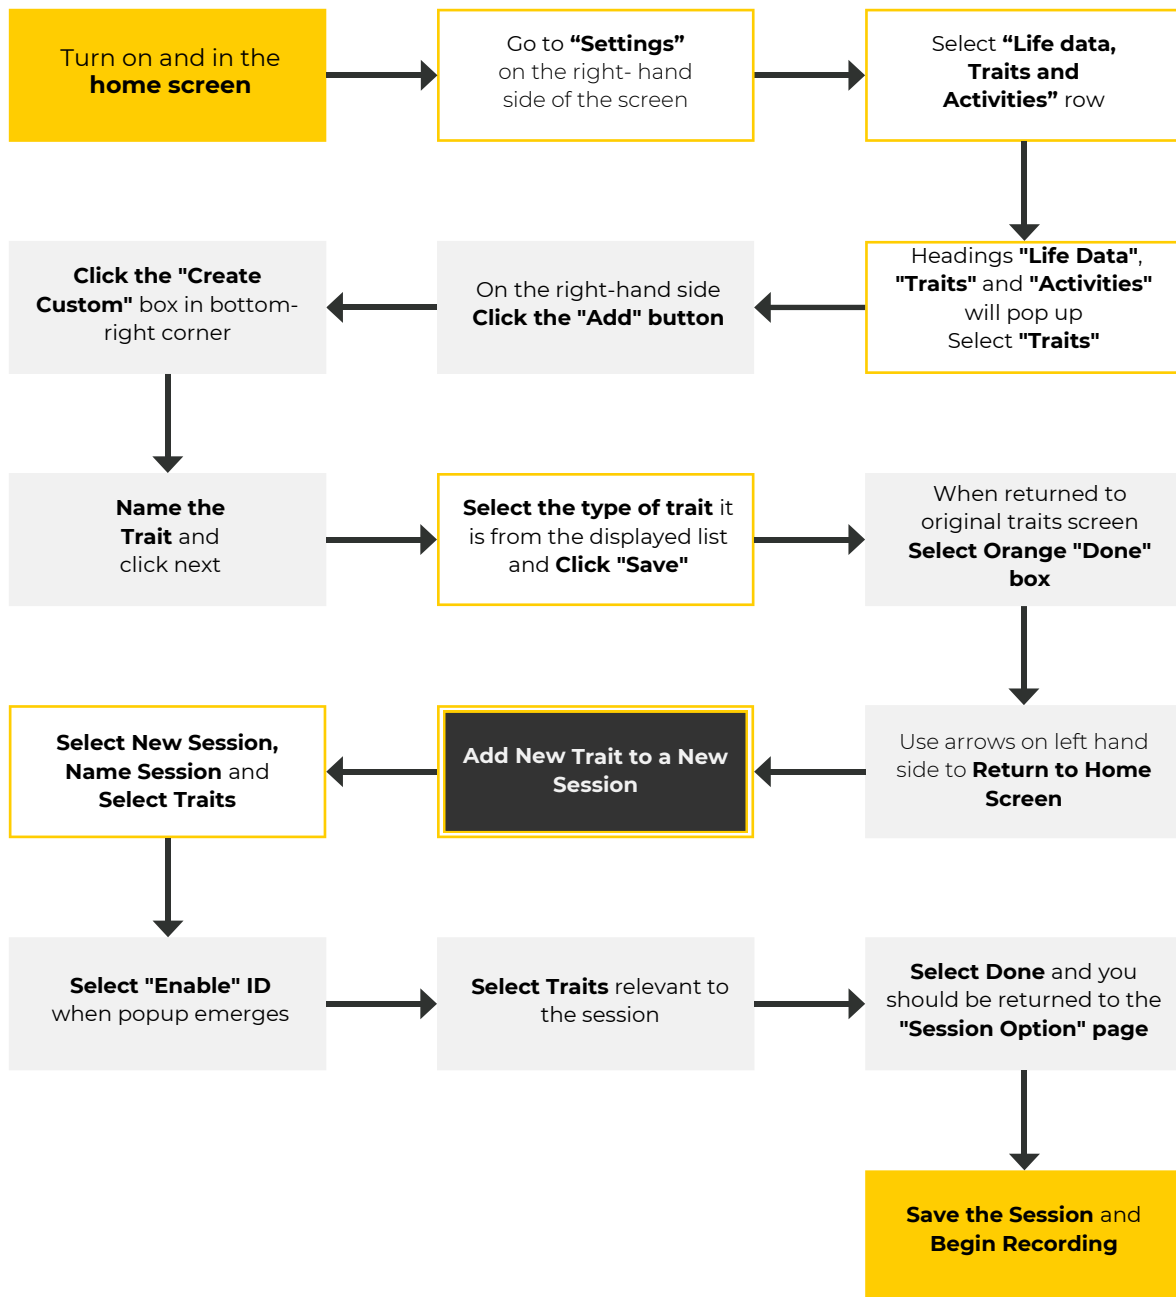 Turn on and in the
home screen
Go to “Settings”
on the right- hand
side of the screen
Select “Life data,
Traits and
Activities” row
Headings "Life Data",
"Traits" and "Activities"
will pop up
Select "Traits"
On the right-hand side
Click the "Add" button
Click the "Create
Custom" box in bottom-
right corner
Name the
Trait and
click next
Select the type of trait it
is from the displayed list
and Click "Save"
When returned to
original traits screen
Select Orange "Done"
box
Use arrows on left hand
side to Return to Home
Screen
Add New Trait to a New
Session
Select New Session,
Name Session and
Select Traits
Select "Enable" ID
when popup emerges
Select Traits relevant to
the session
Select Done and you
should be returned to the
"Session Option" page
Save the Session and
Begin Recording